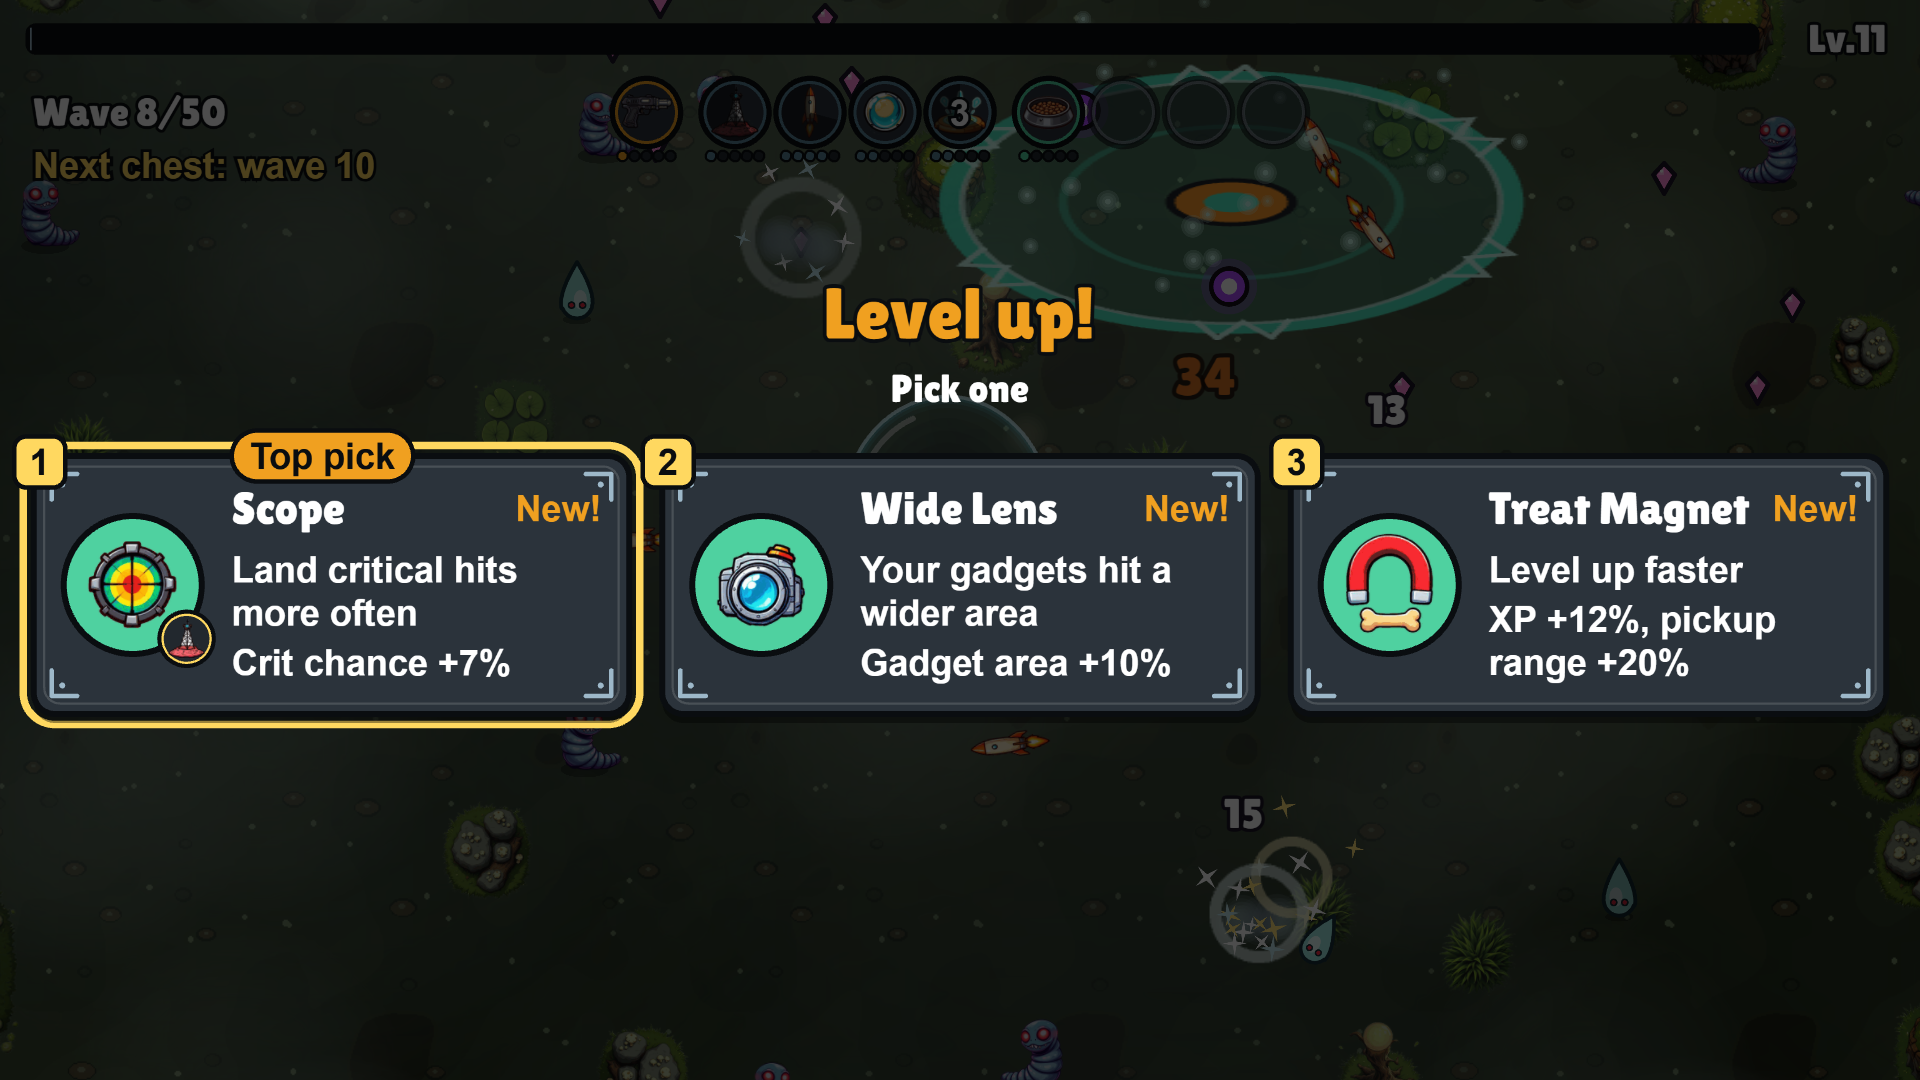 Lv.11
Wave 8/50
Next chest: wave 10
3
Level up!
Pick one
34
13
1
Top pick
Scope
New!
Land critical hits
more often
Crit chance +7%
2
Wide Lens
New!
Your gadgets hit a
wider area
Gadget area +10%
3
Treat Magnet
New!
Level up faster
XP +12%, pickup
range +20%
15